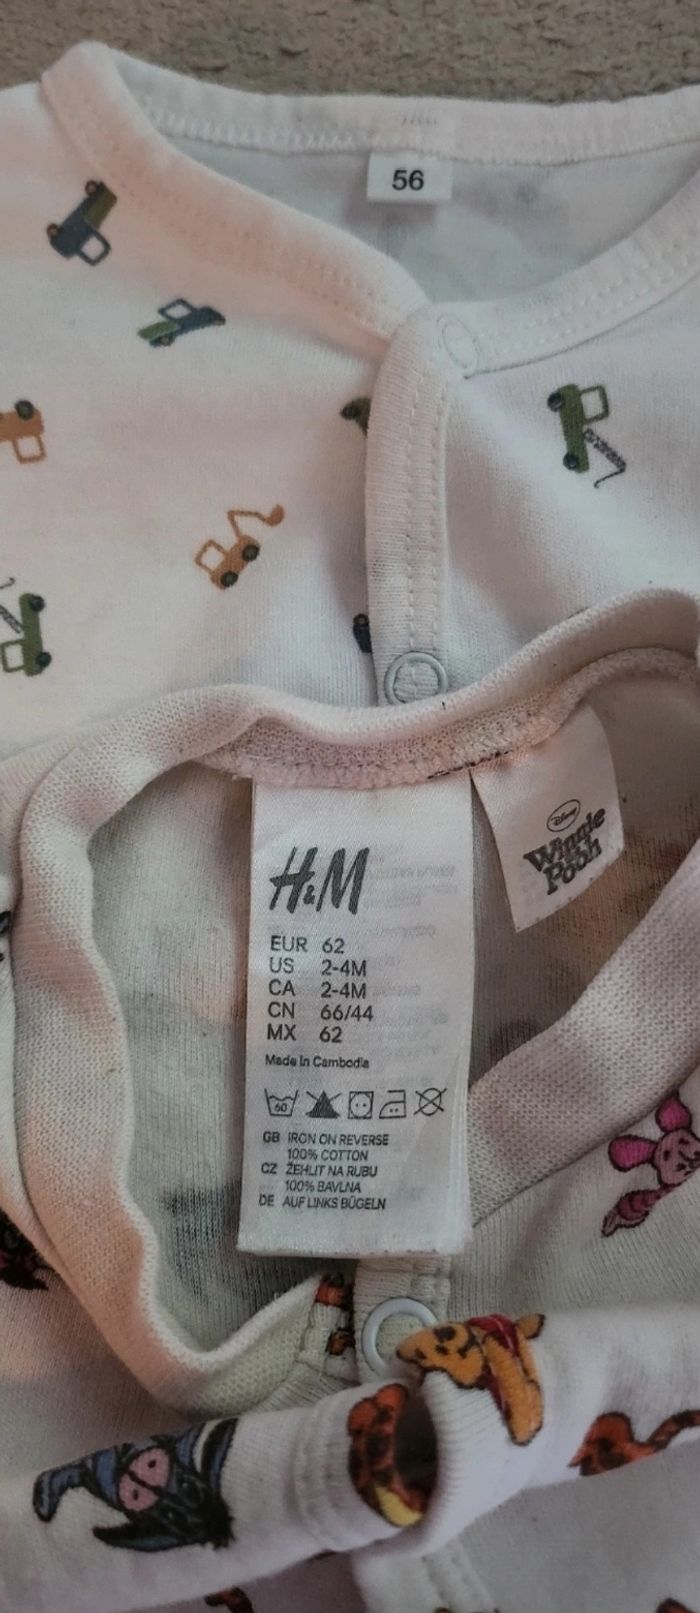 56
H&M
EUR 62
US 2-4M
CA 2-4M
CN 66/44
MX 62
Made in Cambodia
60
GB IRON ON REVERSE
100% COTTON
CZ ŽEHLIT NA RUBU
100% BAVLNA
DE AUF LINKS BÜGELN
Disney
Winnie
the
Pooh